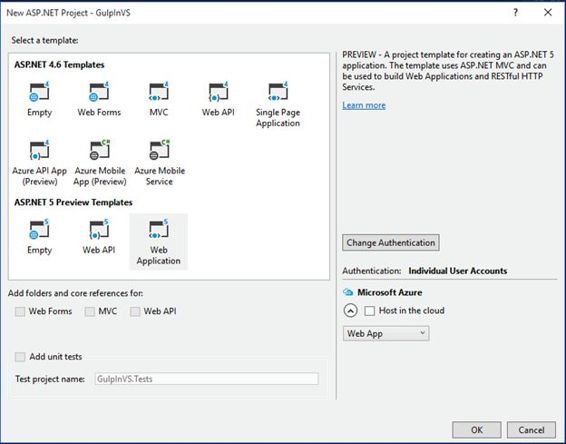 New ASP.NET Project - GulpInVS
? X
Select a template:
ASP.NET 4.6 Templates
Empty
Web Forms
MVC
Web API
Single Page
Application
Azure API App
(Preview)
Azure Mobile
App (Preview)
Azure Mobile
Service
ASP.NET 5 Preview Templates
Empty
Web API
Web
Application
PREVIEW - A project template for creating an ASP.NET 5
application. The template uses ASP.NET MVC and can
be used to build Web Applications and RESTful HTTP
Services.
Learn more
Change Authentication
Authentication: Individual User Accounts
Microsoft Azure
Host in the cloud
Web App
Add folders and core references for:
Web Forms MVC Web API
Add unit tests
Test project name: GulpInVS.Tests
OK Cancel